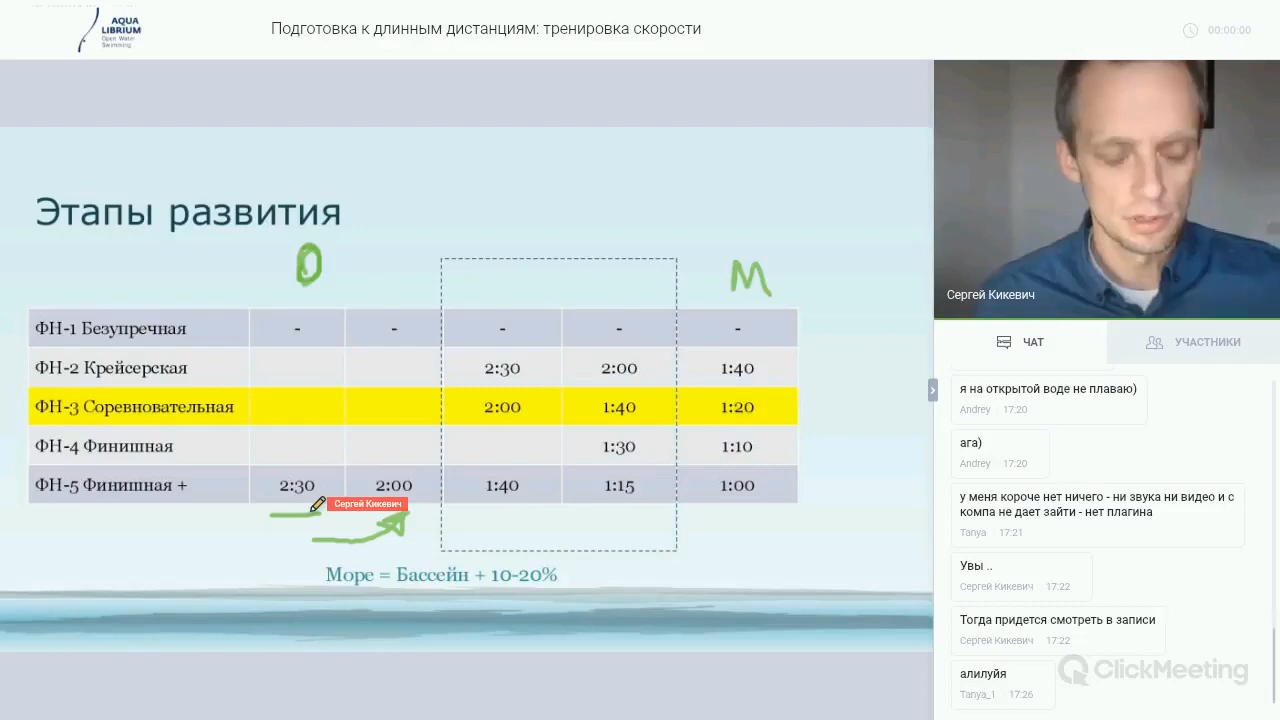 AQUA
LIBRIUM
Open Water
Swimming
Подготовка к длинным дистанциям: тренировка скорости
00:00:00
Этапы развития
О
М
ФН-1 Безупречная - - - - -
ФН-2 Крейсерская 2:30 2:00 1:40
ФН-3 Соревновательная 2:00 1:40 1:20
ФН-4 Финишная 1:30 1:10
ФН-5 Финишная + 2:30 2:00 1:40 1:15 1:00
Сергей Кикевич
Море = Бассейн + 10-20%
Сергей Кикевич
ЧАТ
УЧАСТНИКИ
я на открытой воде не плаваю)
Andrey 17:20
ага)
Andrey 17:20
у меня короче нет ничего - ни звука ни видео и с
компа не дает зайти - нет плагина
Tanya 17:21
Увы ..
Сергей Кикевич 17:22
Тогда придется смотреть в записи
Сергей Кикевич 17:22
алилуйя
Tanya_1 17:26
ClickMeeting